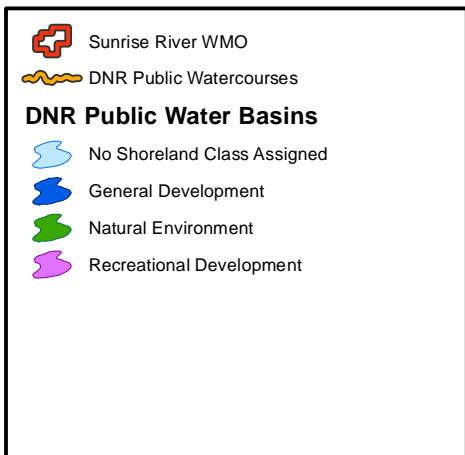 Sunrise River WMO
DNR Public Watercourses
DNR Public Water Basins
No Shoreland Class Assigned
General Development
Natural Environment
Recreational Development